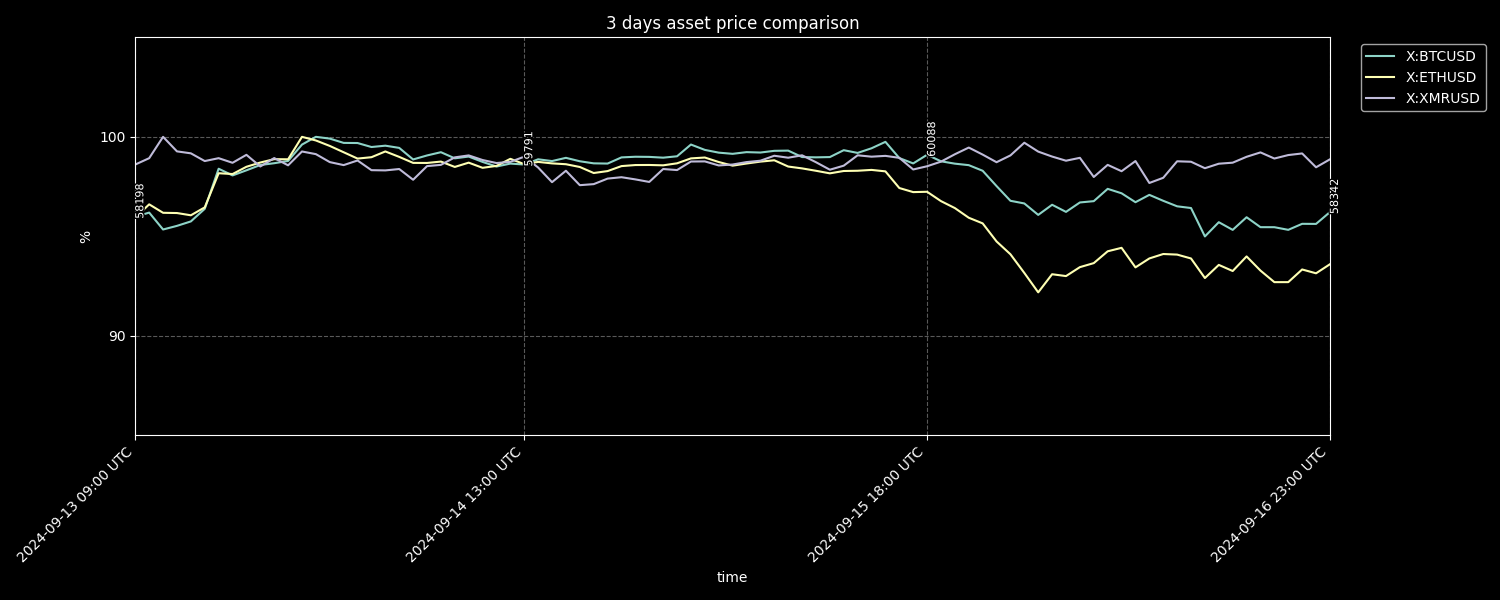 3 days asset price comparison
X:BTCUSD
X:ETHUSD
X:XMRUSD
100
90
%
58198
59791
60088
58342
2024-09-13 09:00 UTC
2024-09-14 13:00 UTC
2024-09-15 18:00 UTC
2024-09-16 23:00 UTC
time